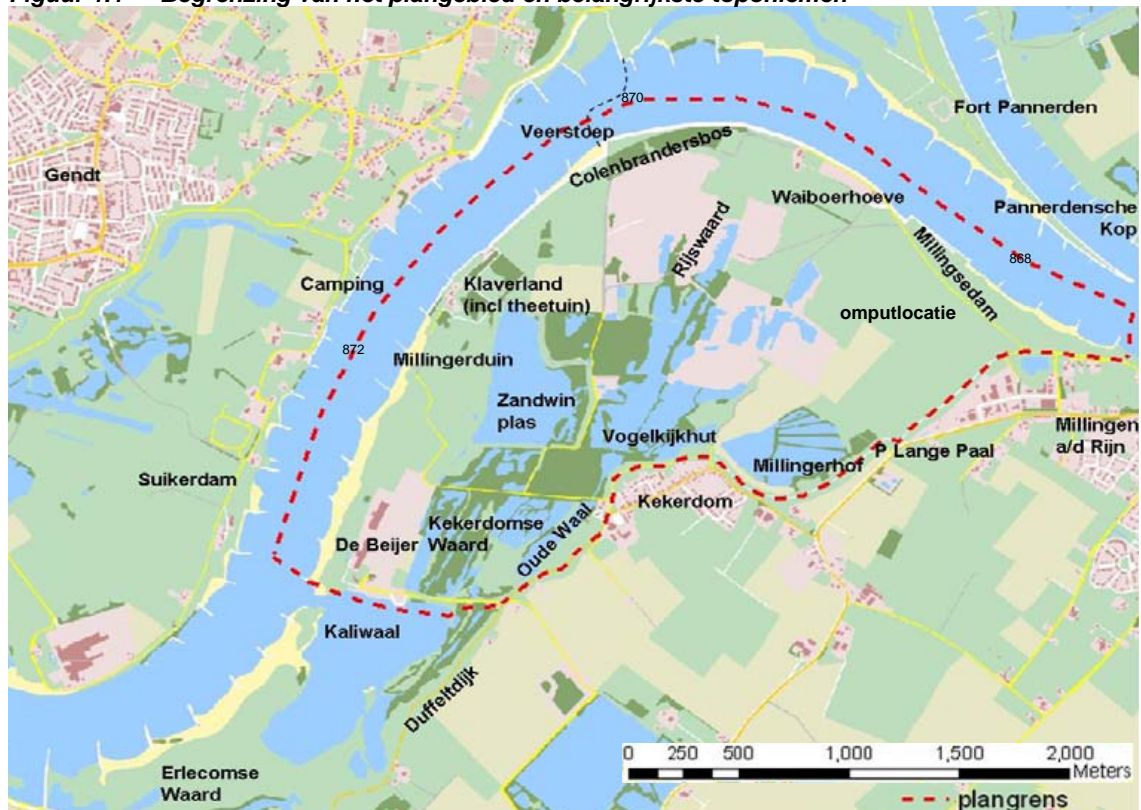 Figuur 1.1 Begrenzing van het plangebied en belangrijkste toponiemen
870
Fort Pannerden
Veerstoep
Colenbrandersbos
Gendt
Waiboerhoeve
Pannerdensche
Kop
Rijswaard
Millingsedam
868
Camping
Klaverland
(incl theetuin)
omputlocatie
872
Millingerduin
Zandwin
plas
Vogelkijkhut
Millingen
a/d Rijn
P Lange Paal
Millingerhof
Suikerdam
Kekerdom
Kekerdomse
Waard
De Beijer
Oude Waal
Kaliwaal
Duffeltdijk
Erlecomse
Waard
0 250 500 1,000 1,500 2,000
Meters
plangrens